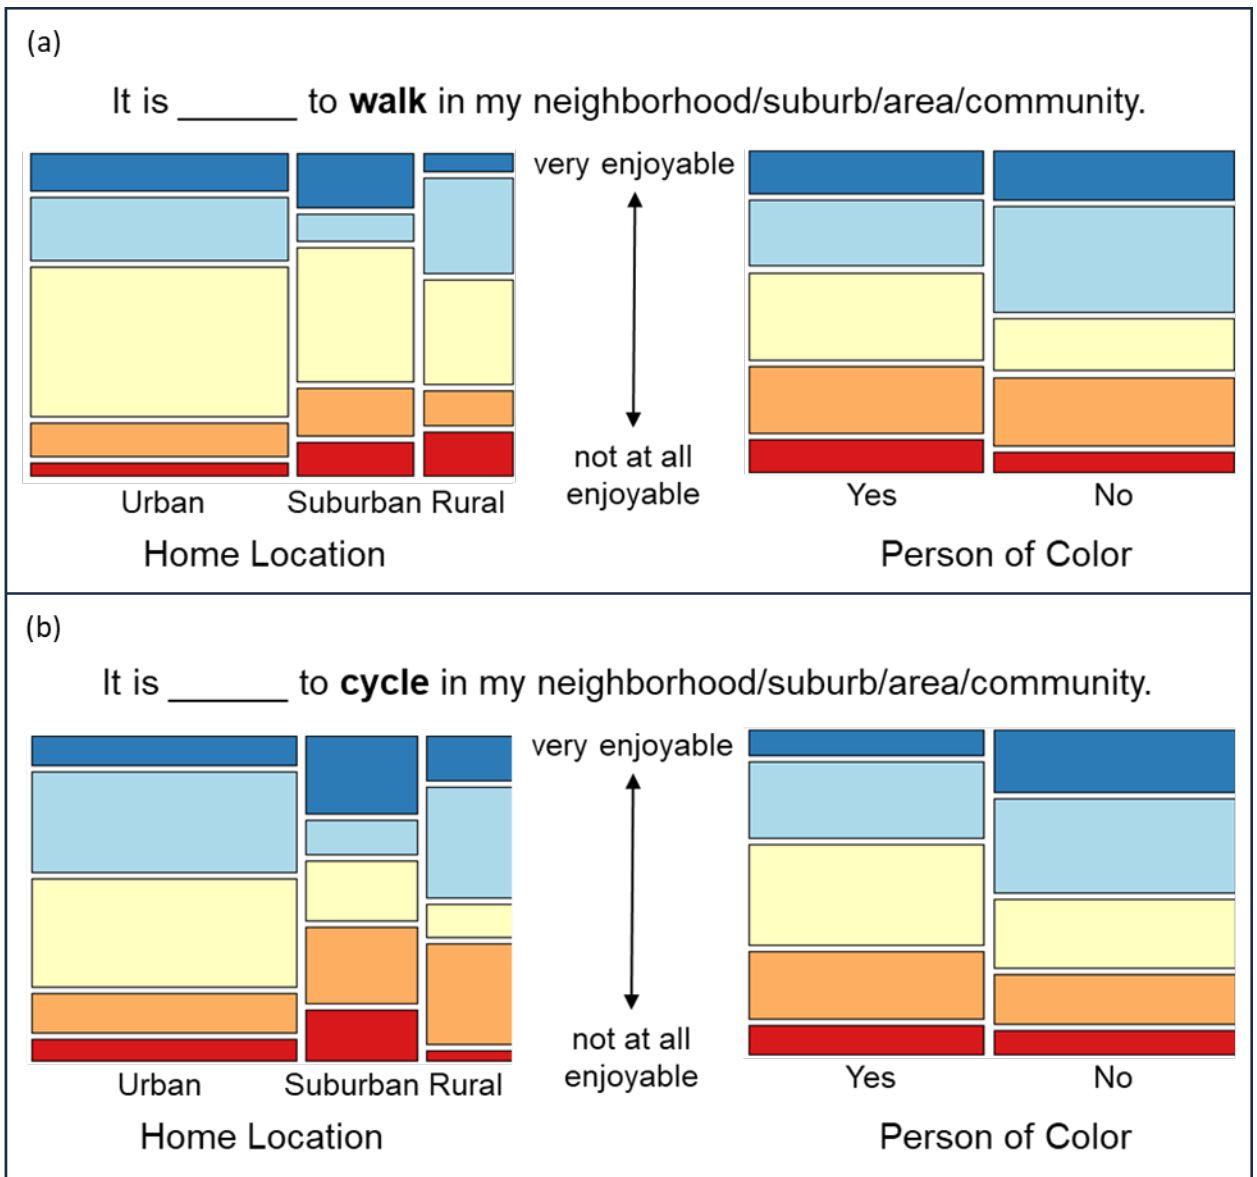 (a)
It is ______ to walk in my neighborhood/suburb/area/community.
very enjoyable
not at all
enjoyable
Urban Suburban Rural
Home Location
Yes No
Person of Color
(b)
It is ______ to cycle in my neighborhood/suburb/area/community.
very enjoyable
not at all
enjoyable
Urban Suburban Rural
Home Location
Yes No
Person of Color